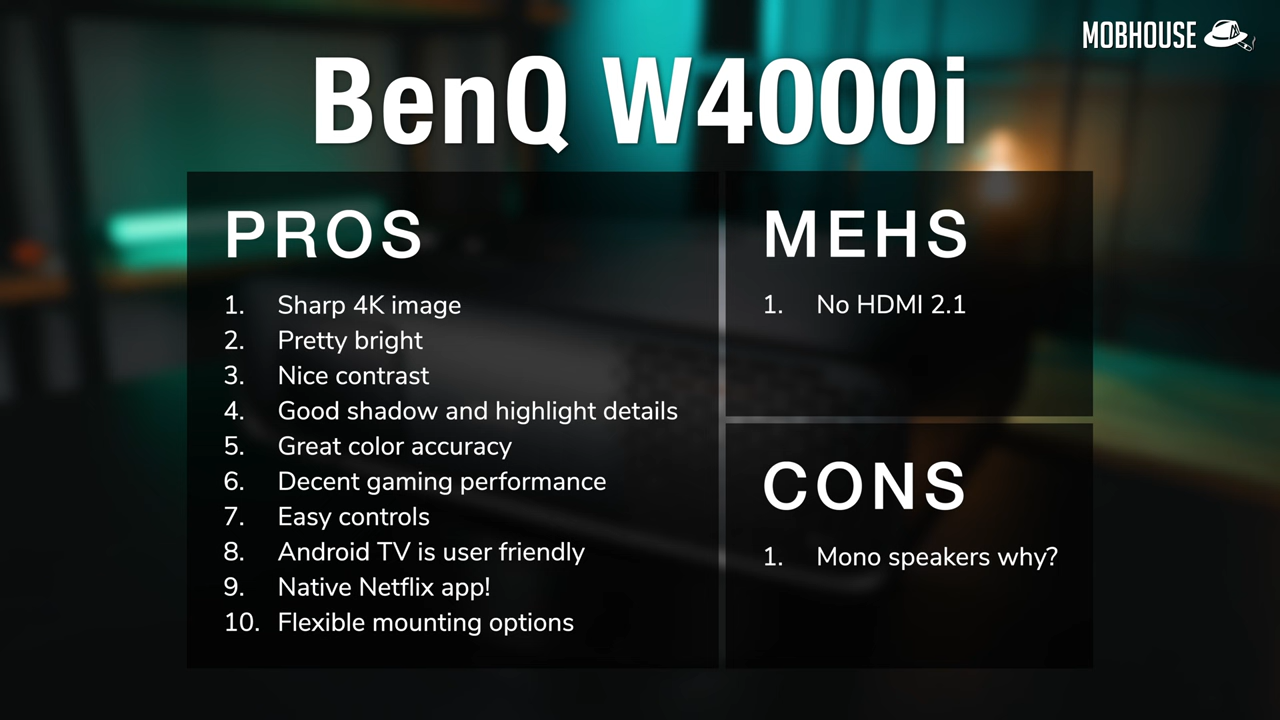 MOBHOUSE
BenQ W4000i
PROS
1. Sharp 4K image
2. Pretty bright
3. Nice contrast
4. Good shadow and highlight details
5. Great color accuracy
6. Decent gaming performance
7. Easy controls
8. Android TV is user friendly
9. Native Netflix app!
10. Flexible mounting options
MEHS
1. No HDMI 2.1
CONS
1. Mono speakers why?